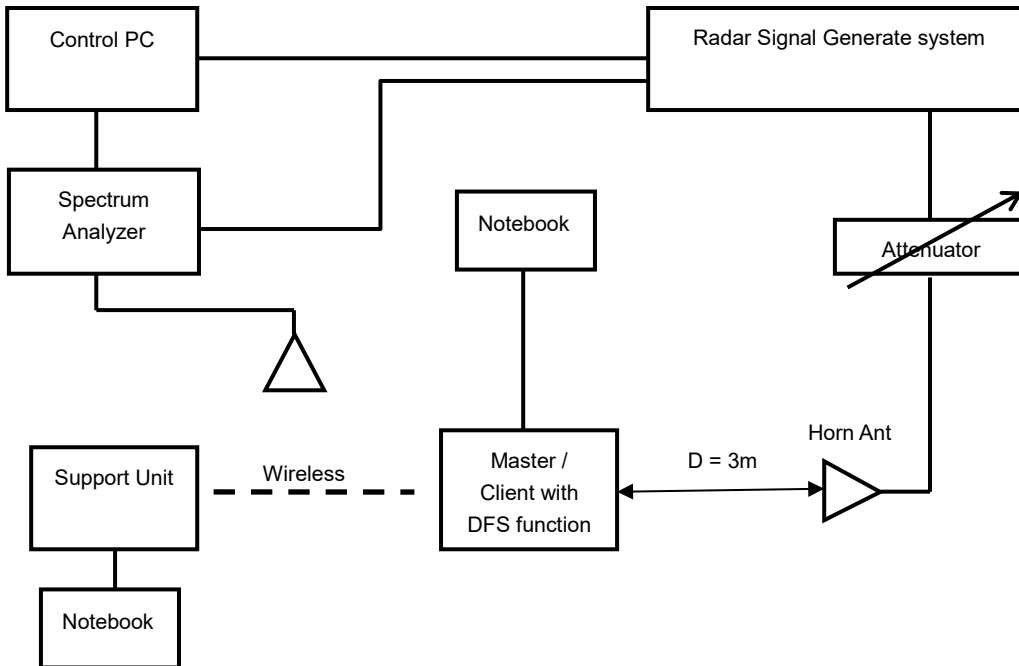 Control PC
Radar Signal Generate system
Spectrum
Analyzer
Notebook
Attenuator
Horn Ant
D = 3m
Master /
Client with
DFS function
Wireless
Support Unit
Notebook